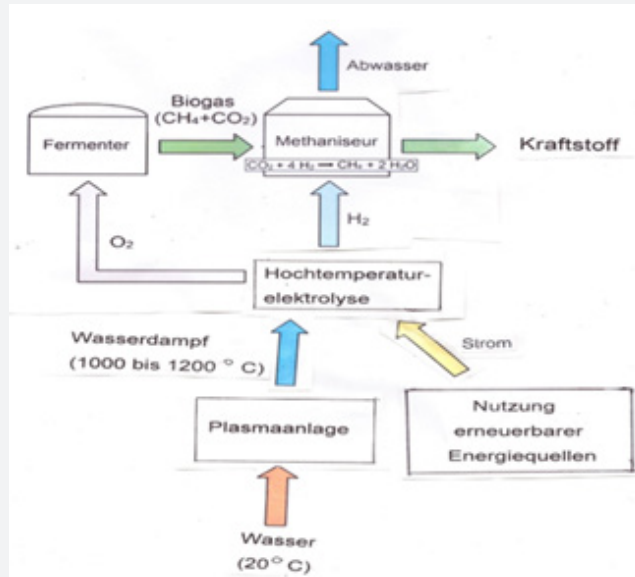 Abwasser
Biogas
(CH₄+CO₂)
Fermenter
Methaniseur
CO₂ + 4 H₂ ⟶ CH₄ + 2 H₂O
Kraftstoff
H₂
O₂
Hochtemperatur-
elektrolyse
Wasserdampf
(1000 bis 1200 ° C)
Strom
Plasmaanlage
Nutzung
erneuerbarer
Energiequellen
Wasser
(20° C)